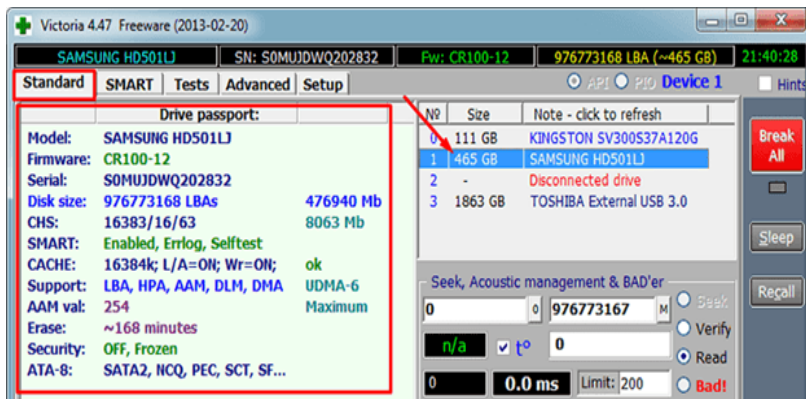 Victoria 4.47 Freeware (2013-02-20)
SAMSUNG HD501LJ SN: S0MUJDWQ202832 Fw: CR100-12 976773168 LBA (~465 GB) 21:40:28
Standard SMART Tests Advanced Setup API PIO Device 1 Hints
Drive passport:
Model: SAMSUNG HD501LJ
Firmware: CR100-12
Serial: S0MUJDWQ202832
Disk size: 976773168 LBAs 476940 Mb
CHS: 16383/16/63 8063 Mb
SMART: Enabled, Errlog, Selftest
CACHE: 16384k; L/A=ON; Wr=ON; ok
Support: LBA, HPA, AAM, DLM, DMA UDMA-6
AAM val: 254 Maximum
Erase: ~168 minutes
Security: OFF, Frozen
ATA-8: SATA2, NCQ, PEC, SCT, SF...
Nº Size Note - click to refresh
0 111 GB KINGSTON SV300S37A120G
1 465 GB SAMSUNG HD501LJ
2 - Disconnected drive
3 1863 GB TOSHIBA External USB 3.0
Seek, Acoustic management & BAD'er
0 0 976773167 M Seek
n/a t° 0 Verify
Read
0 0.0 ms Limit: 200 Bad!
Break
All
Sleep
Recall